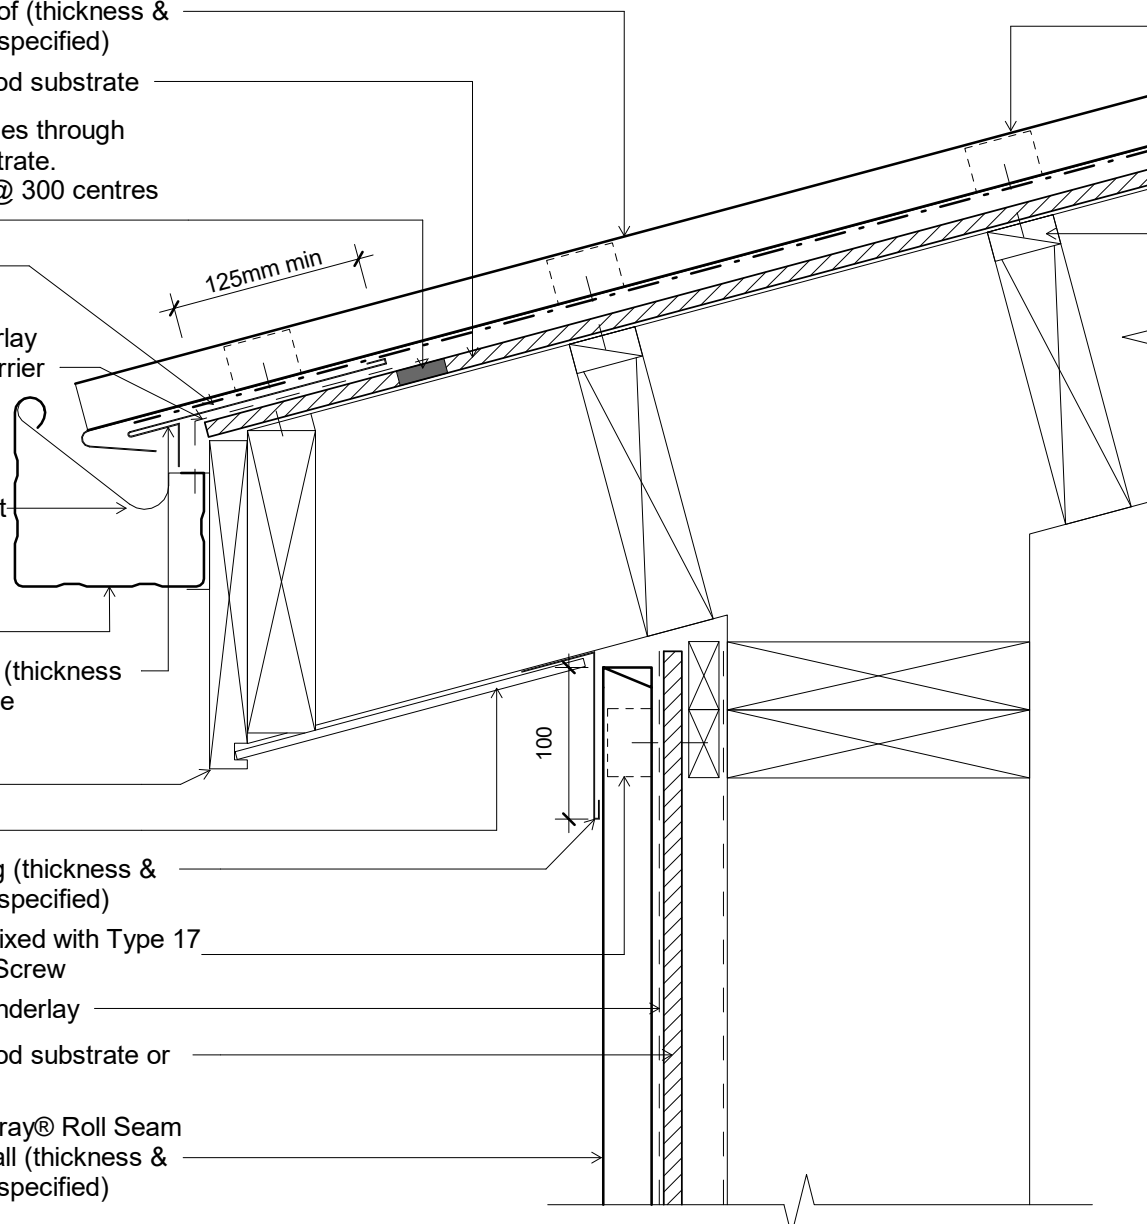 of (thickness &
specified)
od substrate
es through
trate.
@ 300 centres
125mm min
rlay
rrier
t
(thickness
e
100
g (thickness &
specified)
ixed with Type 17
Screw
nderlay
od substrate or
ray® Roll Seam
all (thickness &
specified)